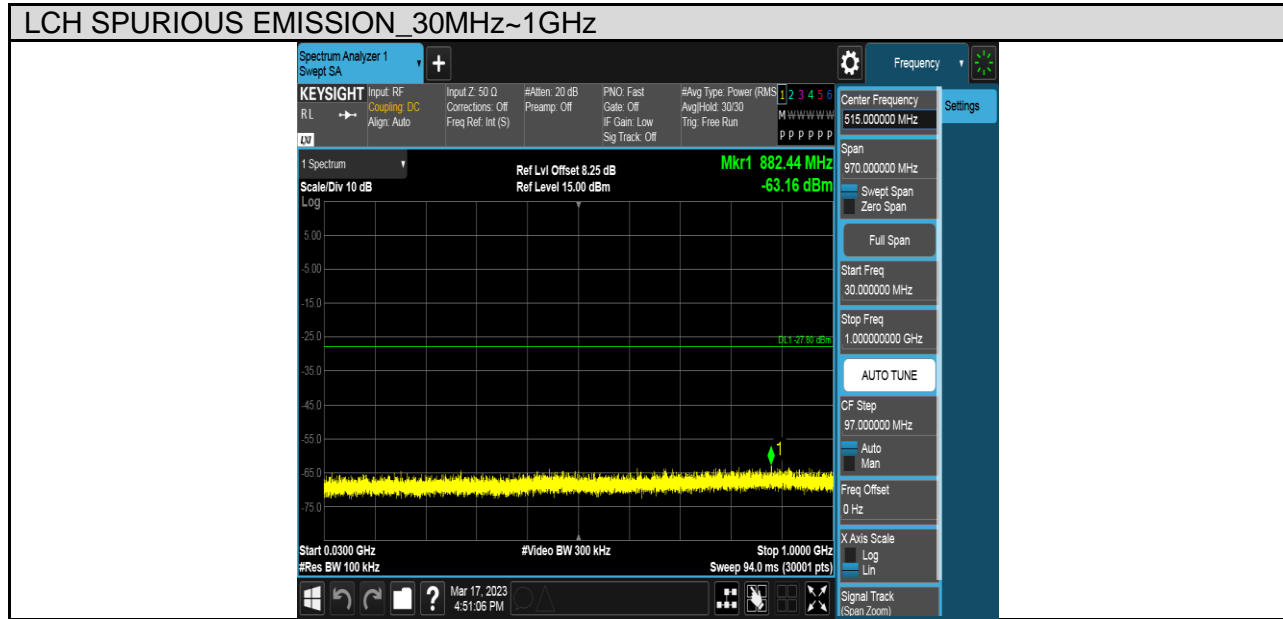 LCH SPURIOUS EMISSION_30MHz~1GHz
Spectrum Analyzer 1
Swept SA
+
Frequency
KEYSIGHT
RL
LXI
Input: RF
Coupling: DC
Align: Auto
Input Z: 50 Ω
Corrections: Off
Freq Ref: Int (S)
#Atten: 20 dB
Preamp: Off
PNO: Fast
Gate: Off
IF Gain: Low
Sig Track: Off
#Avg Type: Power (RMS
Avg|Hold: 30/30
Trig: Free Run
1 2 3 4 5 6
M W W W W W
P P P P P P
Center Frequency
515.000000 MHz
Settings
1 Spectrum
Scale/Div 10 dB
Ref Lvl Offset 8.25 dB
Ref Level 15.00 dBm
Mkr1 882.44 MHz
-63.16 dBm
Span
970.000000 MHz
Swept Span
Zero Span
Full Span
Start Freq
30.000000 MHz
Stop Freq
1.000000000 GHz
AUTO TUNE
CF Step
97.000000 MHz
Auto
Man
Freq Offset
0 Hz
X Axis Scale
Log
Lin
Signal Track
(Span Zoom)
Log
5.00
-5.00
-15.0
-25.0
DL1 -27.80 dBm
-35.0
-45.0
-55.0
1
-65.0
-75.0
Start 0.0300 GHz
#Res BW 100 kHz
#Video BW 300 kHz
Stop 1.0000 GHz
Sweep 94.0 ms (30001 pts)
?
Mar 17, 2023
4:51:06 PM